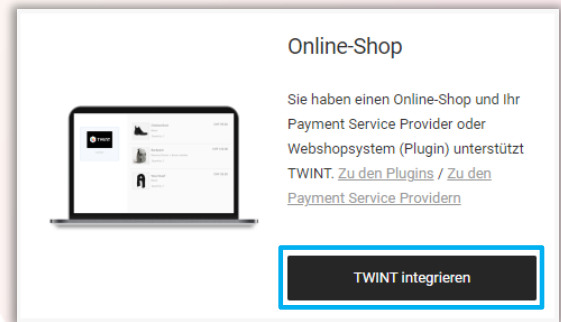 Online-Shop
Sie haben einen Online-Shop und Ihr
Payment Service Provider oder
Webshopsystem (Plugin) unterstützt
TWINT. Zu den Plugins / Zu den
Payment Service Providern
TWINT integrieren
TWINT